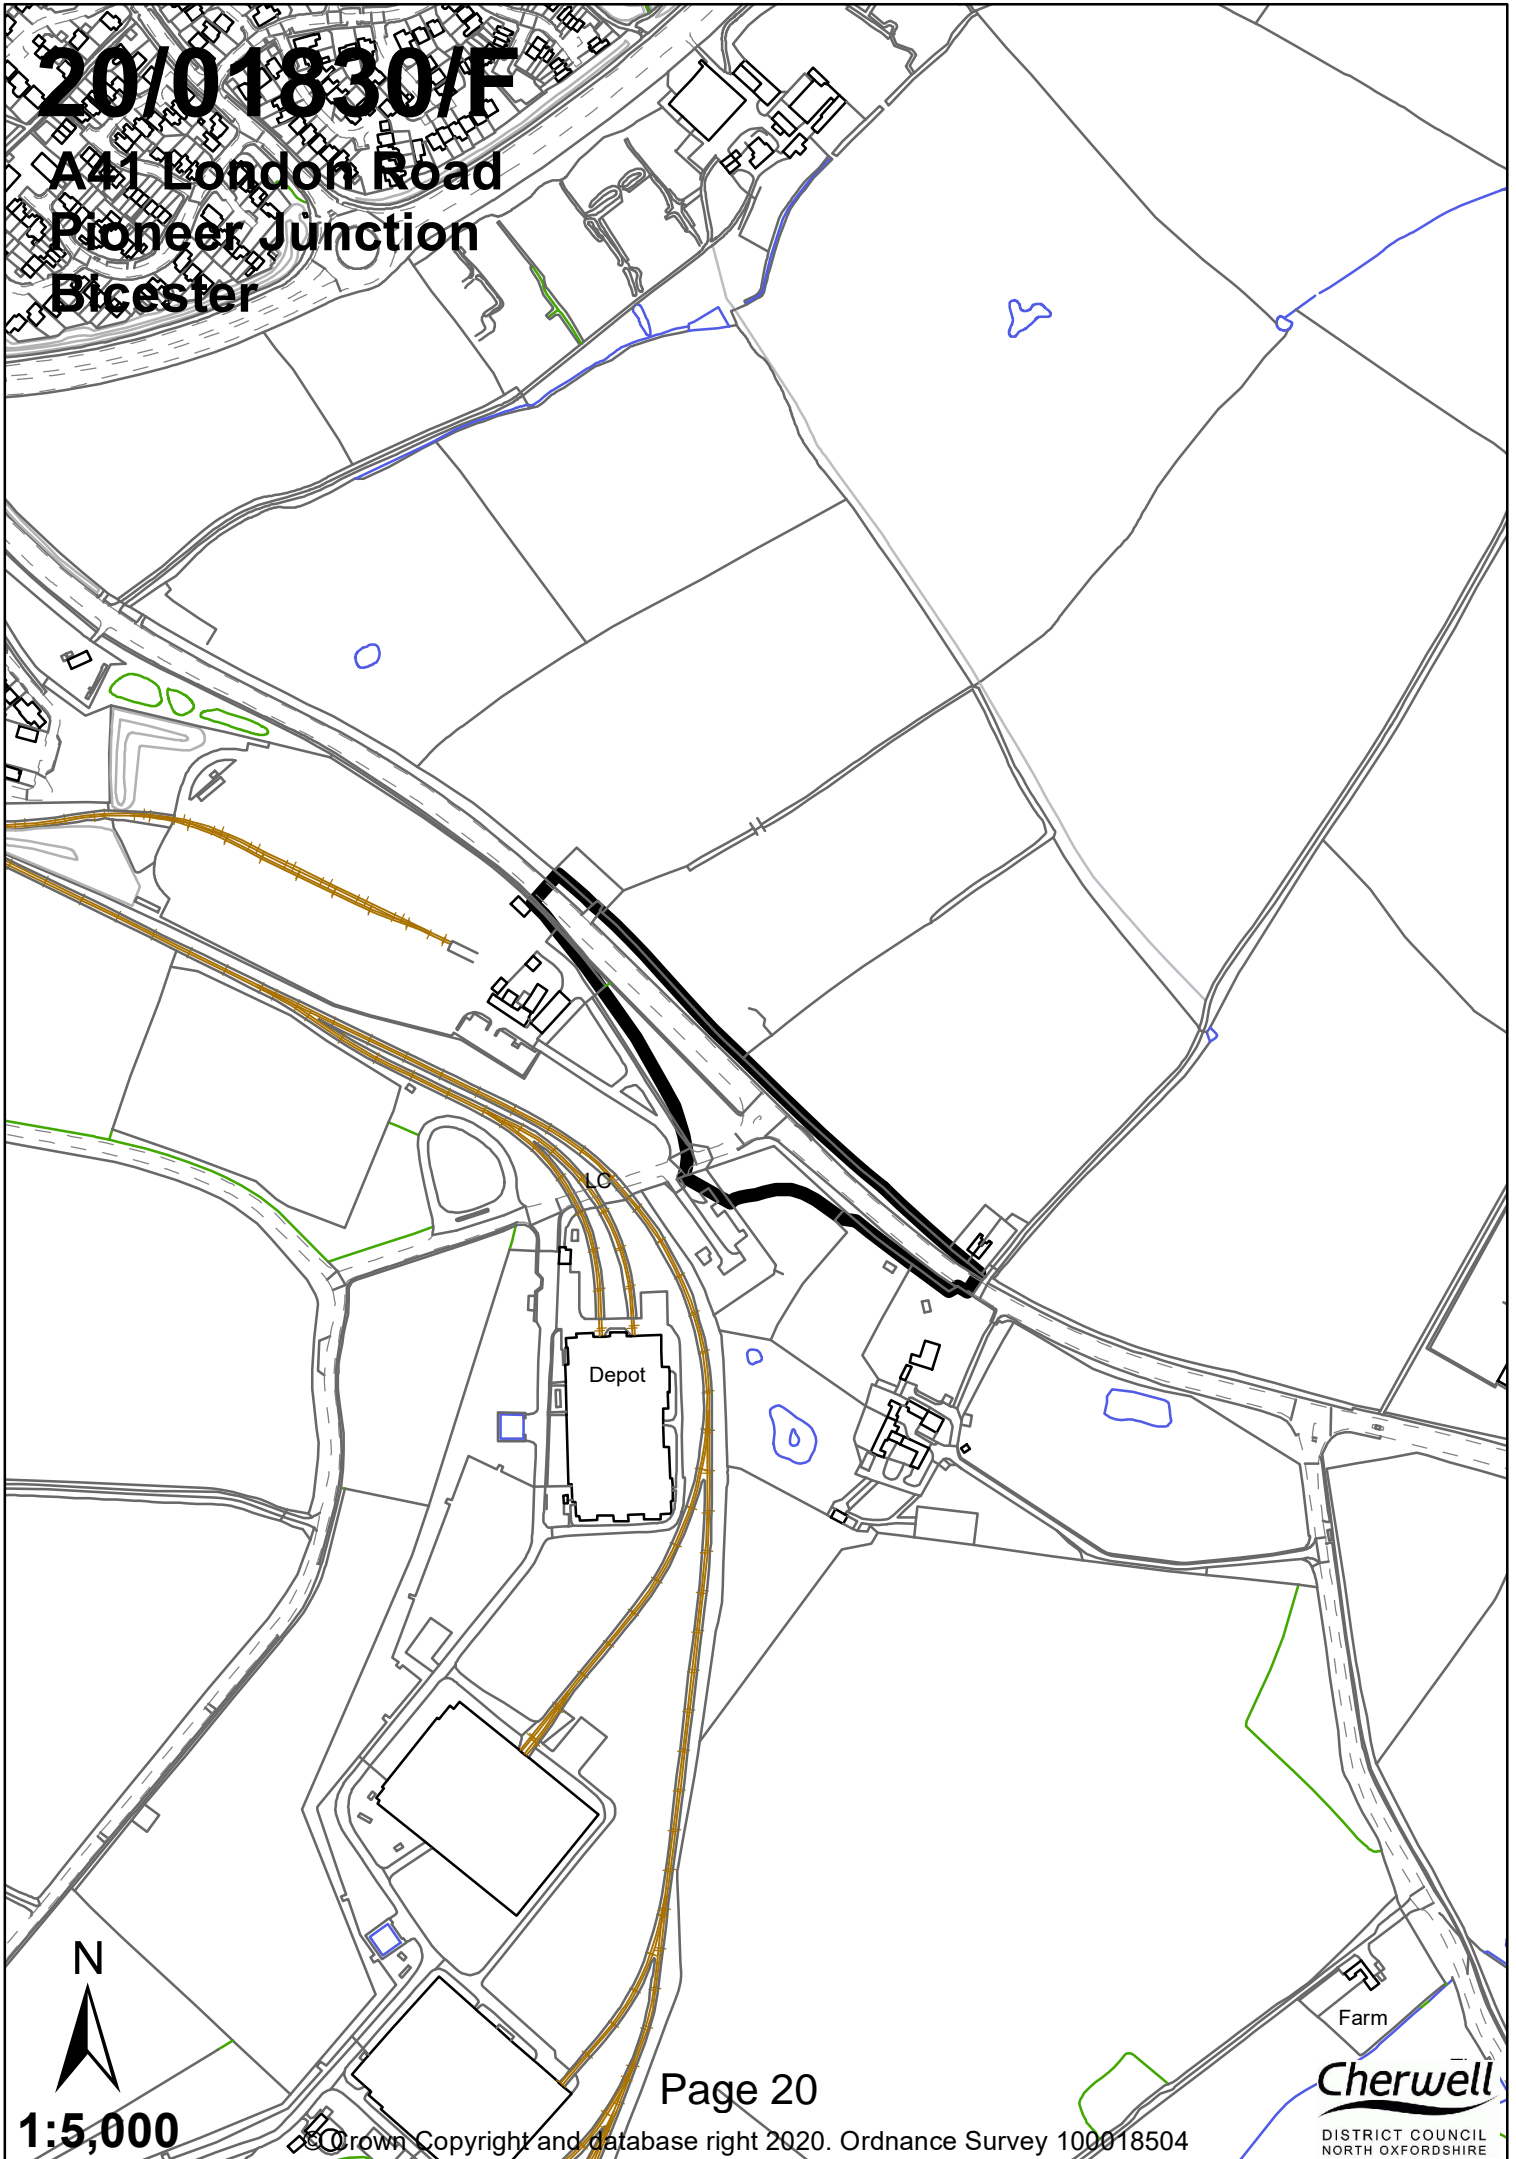 20/01830/F
A41 London Road
Pioneer Junction
Bicester
LC
Depot
Farm
N
1:5,000
Page 20
© Crown Copyright and database right 2020. Ordnance Survey 100018504
Cherwell
DISTRICT COUNCIL
NORTH OXFORDSHIRE